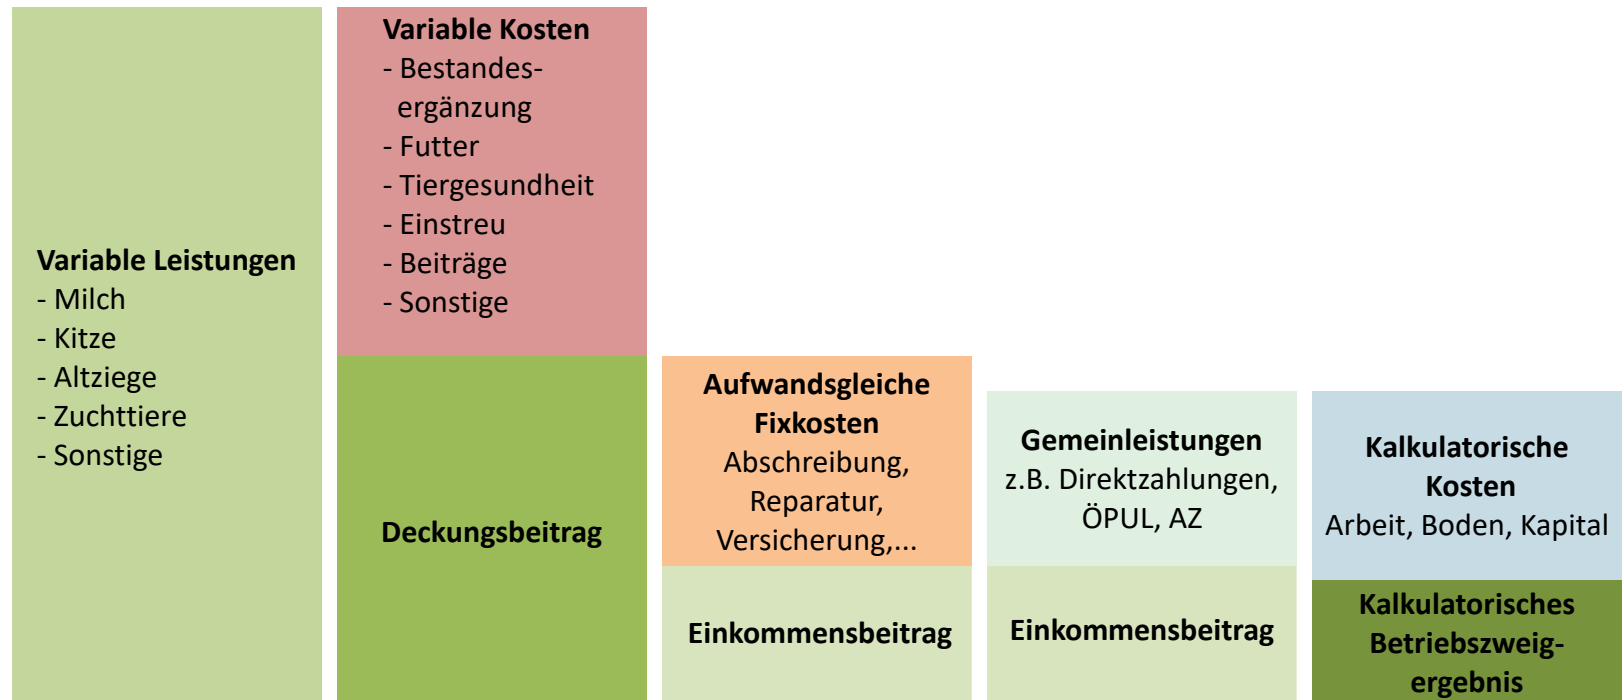 Variable Leistungen
- Milch
- Kitze
- Altziege
- Zuchttiere
- Sonstige
Variable Kosten
- Bestandes-
ergänzung
- Futter
- Tiergesundheit
- Einstreu
- Beiträge
- Sonstige
Deckungsbeitrag
Aufwandsgleiche
Fixkosten
Abschreibung,
Reparatur,
Versicherung,...
Einkommensbeitrag
Gemeinleistungen
z.B. Direktzahlungen,
ÖPUL, AZ
Einkommensbeitrag
Kalkulatorische
Kosten
Arbeit, Boden, Kapital
Kalkulatorisches
Betriebszweig-
ergebnis